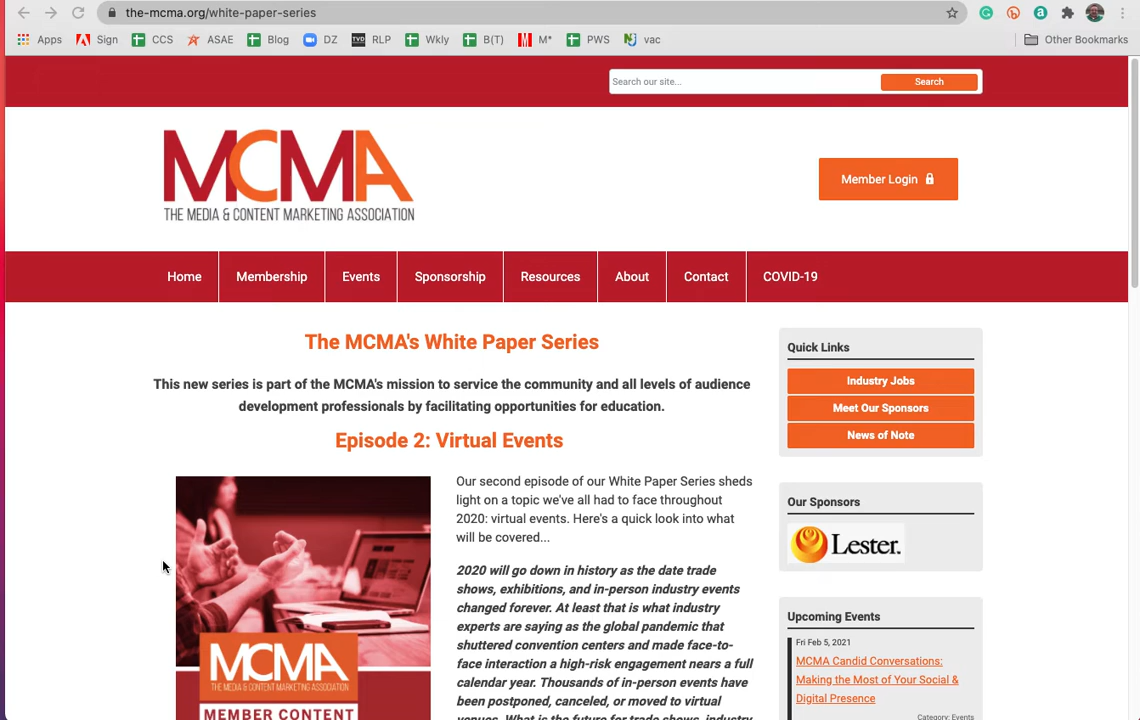 the-mcma.org/white-paper-series
Apps Sign CCS ASAE Blog DZ TVD RLP Wkly B(T) M* PWS vac Other Bookmarks
Search our site... Search
MCMA
THE MEDIA & CONTENT MARKETING ASSOCIATION
Member Login
Home Membership Events Sponsorship Resources About Contact COVID-19
The MCMA's White Paper Series
This new series is part of the MCMA's mission to service the community and all levels of audience
development professionals by facilitating opportunities for education.
Episode 2: Virtual Events
Our second episode of our White Paper Series sheds
light on a topic we've all had to face throughout
2020: virtual events. Here's a quick look into what
will be covered...
2020 will go down in history as the date trade
shows, exhibitions, and in-person industry events
changed forever. At least that is what industry
experts are saying as the global pandemic that
shuttered convention centers and made face-to-
face interaction a high-risk engagement nears a full
calendar year. Thousands of in-person events have
been postponed, canceled, or moved to virtual
venues. What is the future for trade shows, industry
MCMA
THE MEDIA & CONTENT MARKETING ASSOCIATION
MEMBER CONTENT
Quick Links
Industry Jobs
Meet Our Sponsors
News of Note
Our Sponsors
Lester.
Upcoming Events
Fri Feb 5, 2021
MCMA Candid Conversations:
Making the Most of Your Social &
Digital Presence
Category: Events